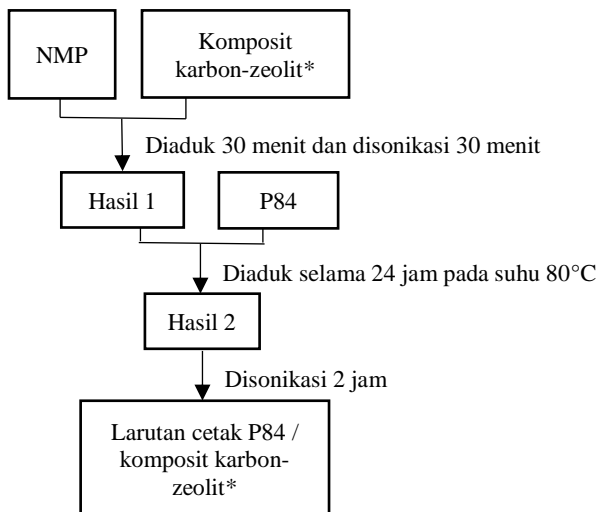 NMP
Komposit
karbon-zeolit*
Diaduk 30 menit dan disonikasi 30 menit
Hasil 1
P84
Diaduk selama 24 jam pada suhu 80°C
Hasil 2
Disonikasi 2 jam
Larutan cetak P84 /
komposit karbon-
zeolit*